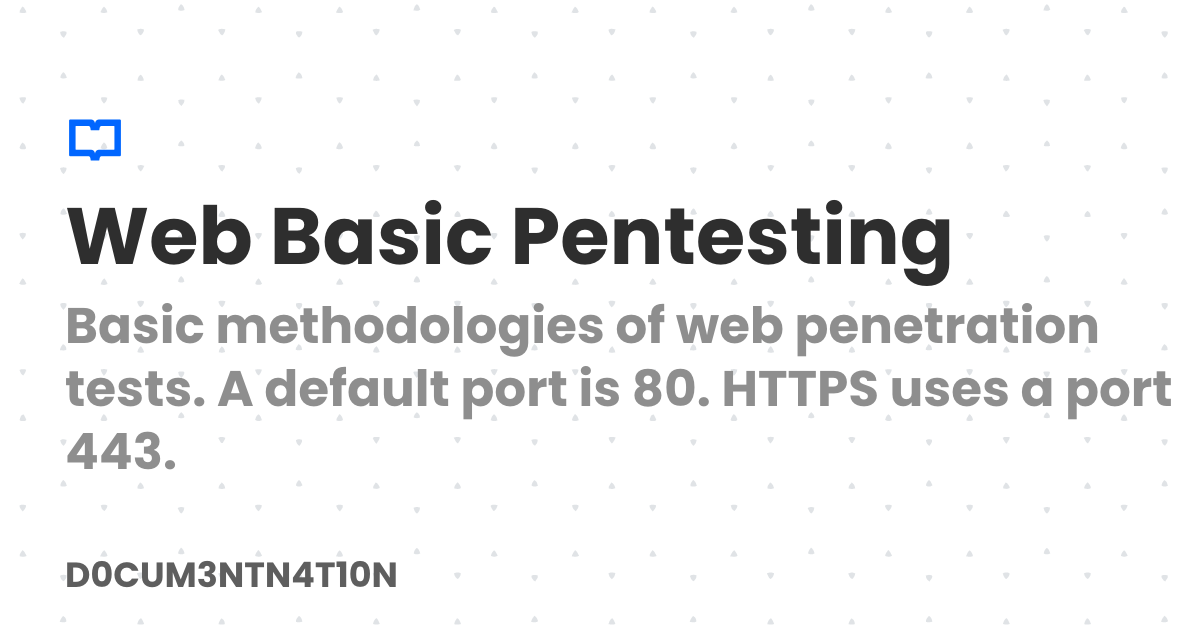 Web Basic Pentesting
Basic methodologies of web penetration
tests. A default port is 80. HTTPS uses a port
443.
D0CUM3NTN4T10N